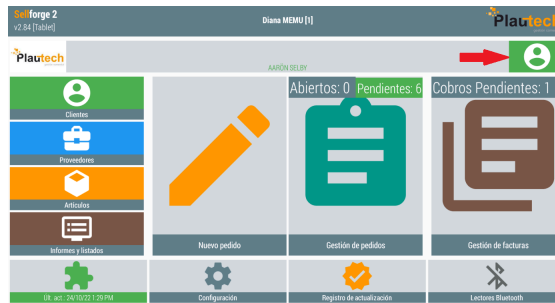 Sellforge 2
v2.84 [Tablet]
Diana MEMU [1]
Plautech
Plautech
AARÓN SELBY
Abiertos: 0
Pendientes: 6
Cobros Pendientes: 1
Clientes
Proveedores
Artículos
Informes y listados
Nuevo pedido
Gestión de pedidos
Gestión de facturas
Últ. act.: 24/10/22 1:29 PM
Configuración
Registro de actualización
Lectores Bluetooth